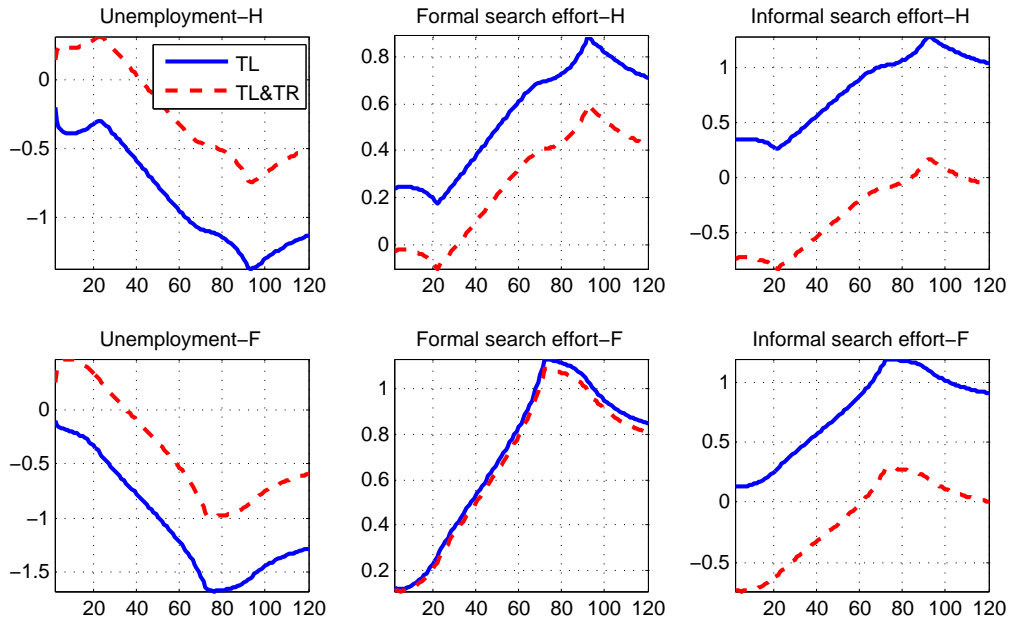 Unemployment−H
0
−0.5
−1
20 40 60 80 100 120
TL
TL&TR
Formal search effort−H
0.8
0.6
0.4
0.2
0
20 40 60 80 100 120
Informal search effort−H
1
0.5
0
−0.5
20 40 60 80 100 120
Unemployment−F
0
−0.5
−1
−1.5
20 40 60 80 100 120
Formal search effort−F
1
0.8
0.6
0.4
0.2
20 40 60 80 100 120
Informal search effort−F
1
0.5
0
−0.5
20 40 60 80 100 120